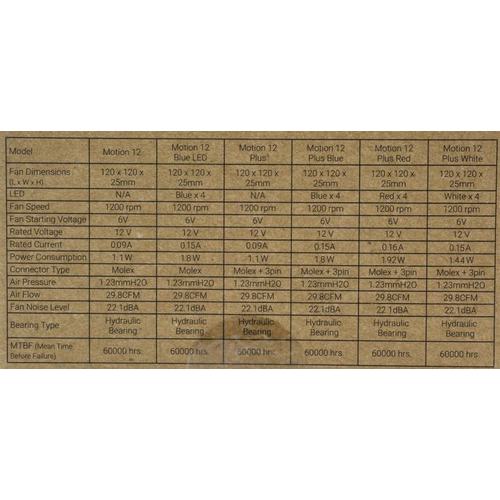 Model Motion 12 Motion 12 Blue LED Motion 12 Plus Motion 12 Plus Blue Motion 12 Plus Red Motion 12 Plus White
Fan Dimensions (L x W x H) 120 x 120 x 25mm 120 x 120 x 25mm 120 x 120 x 25mm 120 x 120 x 25mm 120 x 120 x 25mm 120 x 120 x 25mm
LED N/A Blue x 4 N/A Blue x 4 Red x 4 White x 4
Fan Speed 1200 rpm 1200 rpm 1200 rpm 1200 rpm 1200 rpm 1200 rpm
Fan Starting Voltage 6V 6V 6V 6V 6V 6V
Rated Voltage 12 V 12 V 12 V 12 V 12 V 12 V
Rated Current 0.09A 0.15A 0.09A 0.15A 0.16A 0.15A
Power Consumption 1.1W 1.8W 1.1W 1.8W 1.92W 1.44W
Connector Type Molex Molex Molex + 3pin Molex + 3pin Molex + 3pin Molex + 3pin
Air Pressure 1.23mmH2O 1.23mmH2O 1.23mmH2O 1.23mmH2O 1.23mmH2O 1.23mmH2O
Air Flow 29.8CFM 29.8CFM 29.8CFM 29.8CFM 29.8CFM 29.8CFM
Fan Noise Level 22.1dBA 22.1dBA 22.1dBA 22.1dBA 22.1dBA 22.1dBA
Bearing Type Hydraulic Bearing Hydraulic Bearing Hydraulic Bearing Hydraulic Bearing Hydraulic Bearing Hydraulic Bearing
MTBF (Mean Time Before Failure) 60000 hrs. 60000 hrs. 60000 hrs. 60000 hrs. 60000 hrs. 60000 hrs.